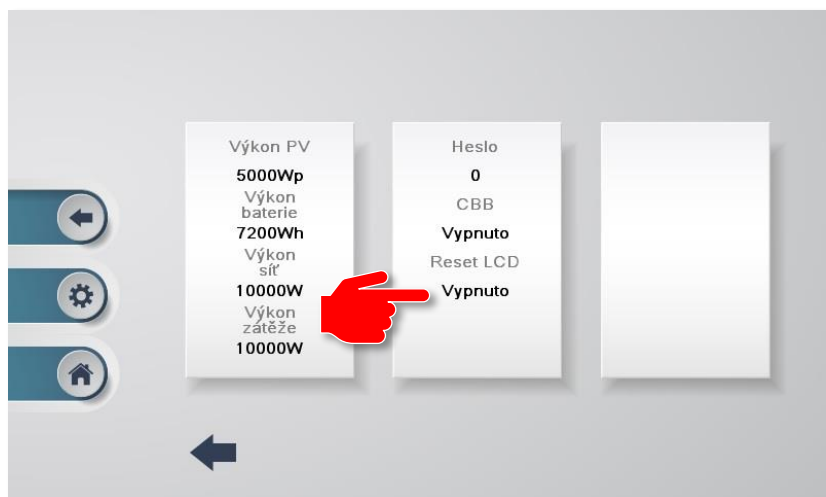 Výkon PV
5000Wp
Výkon
baterie
7200Wh
Výkon
síť
10000W
Výkon
zátěže
10000W
Heslo
0
CBB
Vypnuto
Reset LCD
Vypnuto